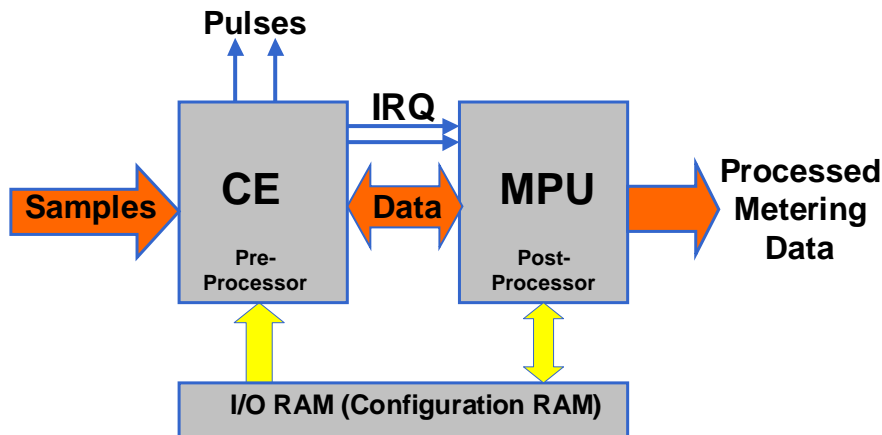 Pulses
IRQ
Samples
CE
Data
MPU
Processed
Metering
Data
Pre-
Processor
Post-
Processor
I/O RAM (Configuration RAM)